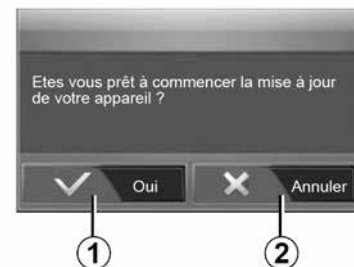 Etes vous prêt à commencer la mise à jour
de votre appareil ?
Oui
Annuler
1
2